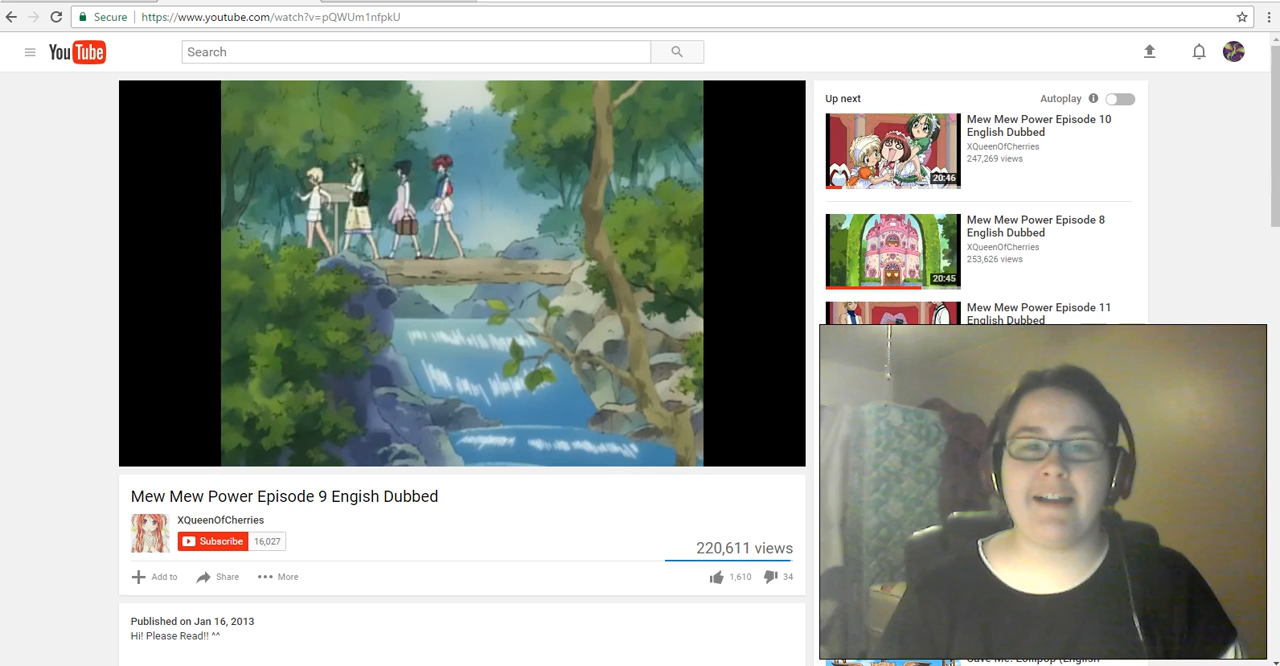 Secure
https://www.youtube.com/watch?v=pQWUm1nfpkU
YouTube
Search
Up next
Autoplay
Mew Mew Power Episode 10
English Dubbed
XQueenOfCherries
247,269 views
20:46
Mew Mew Power Episode 8
English Dubbed
XQueenOfCherries
253,626 views
20:45
Mew Mew Power Episode 11
English Dubbed
Mew Mew Power Episode 9 Engish Dubbed
XQueenOfCherries
Subscribe 16,027
220,611 views
Add to
Share
More
1,610
34
Published on Jan 16, 2013
Hi! Please Read!! ^^